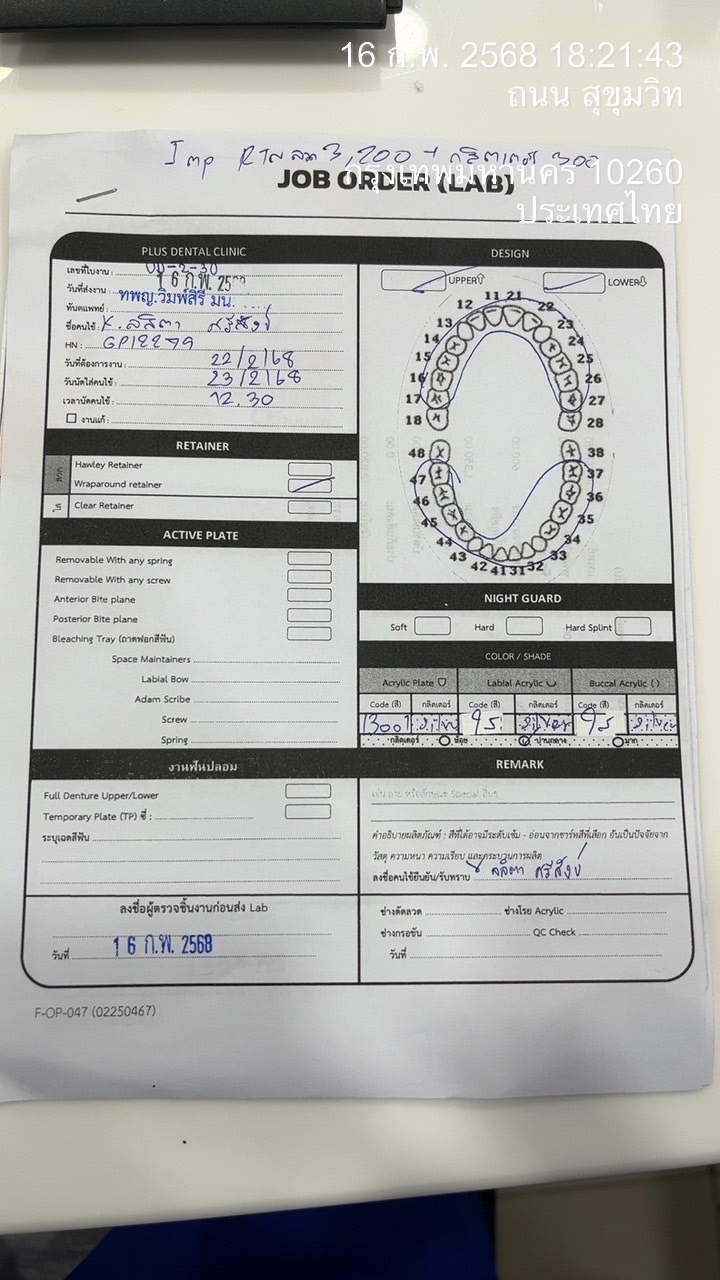 16 ก.พ. 2568 18:21:43
ถนน สุขุมวิท
กรุงเทพมหานคร 10260
ประเทศไทย
Imp RTลวด 3,200 + กลิตเตอร์ 300
JOB ORDER (LAB)
PLUS DENTAL CLINIC
เลขที่ใบงาน :
วันที่ส่งงาน : 16 ก.พ. 25
ทันตแพทย์ : ทพญ.วิมพ์สิรี มน.
ชื่อคนไข้ : K. ลลิตา ศรีสังข์
HN : GP12279
วันที่ต้องการงาน : 22/2/68
วันนัดใส่คนไข้ : 23/2/68
เวลานัดคนไข้ : 12.30
งานแก้ :
RETAINER
ลวด
Hawley Retainer
Wraparound retainer
ใส
Clear Retainer
ACTIVE PLATE
Removable With any spring
Removable With any screw
Anterior Bite plane
Posterior Bite plane
Bleaching Tray (ถาดฟอกสีฟัน)
Space Maintainers
Labial Bow
Adam Scribe
Screw
Spring
งานฟันปลอม
Full Denture Upper/Lower
Temporary Plate (TP) ซี่ :
ระบุเฉดสีฟัน
ลงชื่อผู้ตรวจชิ้นงานก่อนส่ง Lab
วันที่ 16 ก.พ. 2568
DESIGN
UPPER LOWER
11 21
12 22
13 23
14 24
15 25
16 26
17 27
18 28
48 38
47 37
46 36
45 35
44 34
43 33
42 41 31 32
NIGHT GUARD
Soft Hard Hard Splint
COLOR / SHADE
Acrylic Plate Labial Acrylic Buccal Acrylic ( )
Code (สี) กลิตเตอร์ Code (สี) กลิตเตอร์ Code (สี) กลิตเตอร์
1300 silver ใส silver ใส silver
กลิตเตอร์ น้อย ปานกลาง มาก
REMARK
เช่น ลาย หรือลักษณะ Special อื่นๆ
คำอธิบายผลิตภัณฑ์ : สีที่ได้อาจมีระดับเข้ม - อ่อนจากชาร์ทสีที่เลือก อันเป็นปัจจัยจาก
วัสดุ ความหนา ความเรียบ และกระบวนการผลิต
ลงชื่อคนไข้ยืนยัน/รับทราบ ลลิตา ศรีสังข์
ช่างดัดลวด ช่างโรย Acrylic
ช่างกรอขัน QC Check
วันที่
F-OP-047 (02250467)